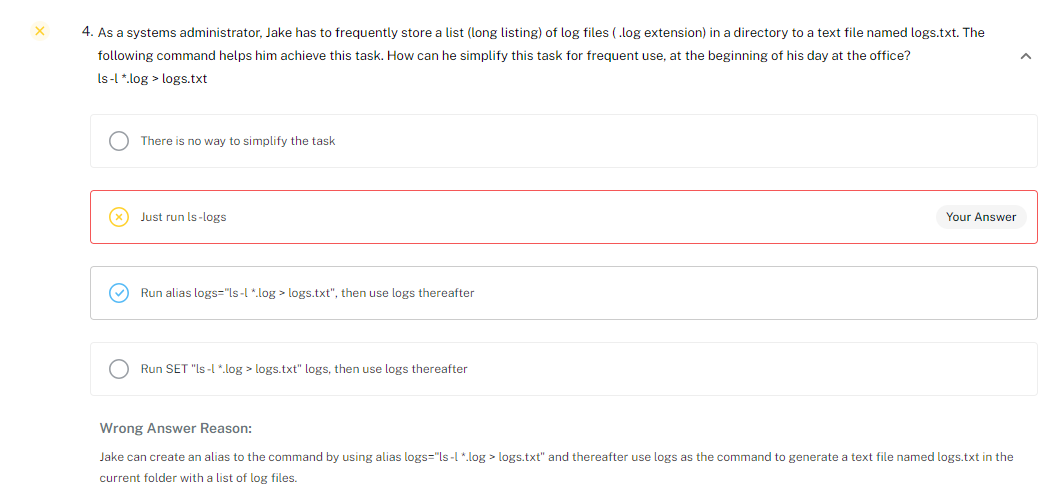 4. As a systems administrator, Jake has to frequently store a list (long listing) of log files ( .log extension) in a directory to a text file named logs.txt. The
following command helps him achieve this task. How can he simplify this task for frequent use, at the beginning of his day at the office?
ls -l *.log > logs.txt
There is no way to simplify the task
Just run ls -logs
Your Answer
Run alias logs="ls -l *.log > logs.txt", then use logs thereafter
Run SET "ls -l *.log > logs.txt" logs, then use logs thereafter
Wrong Answer Reason:
Jake can create an alias to the command by using alias logs="ls -l *.log > logs.txt" and thereafter use logs as the command to generate a text file named logs.txt in the
current folder with a list of log files.